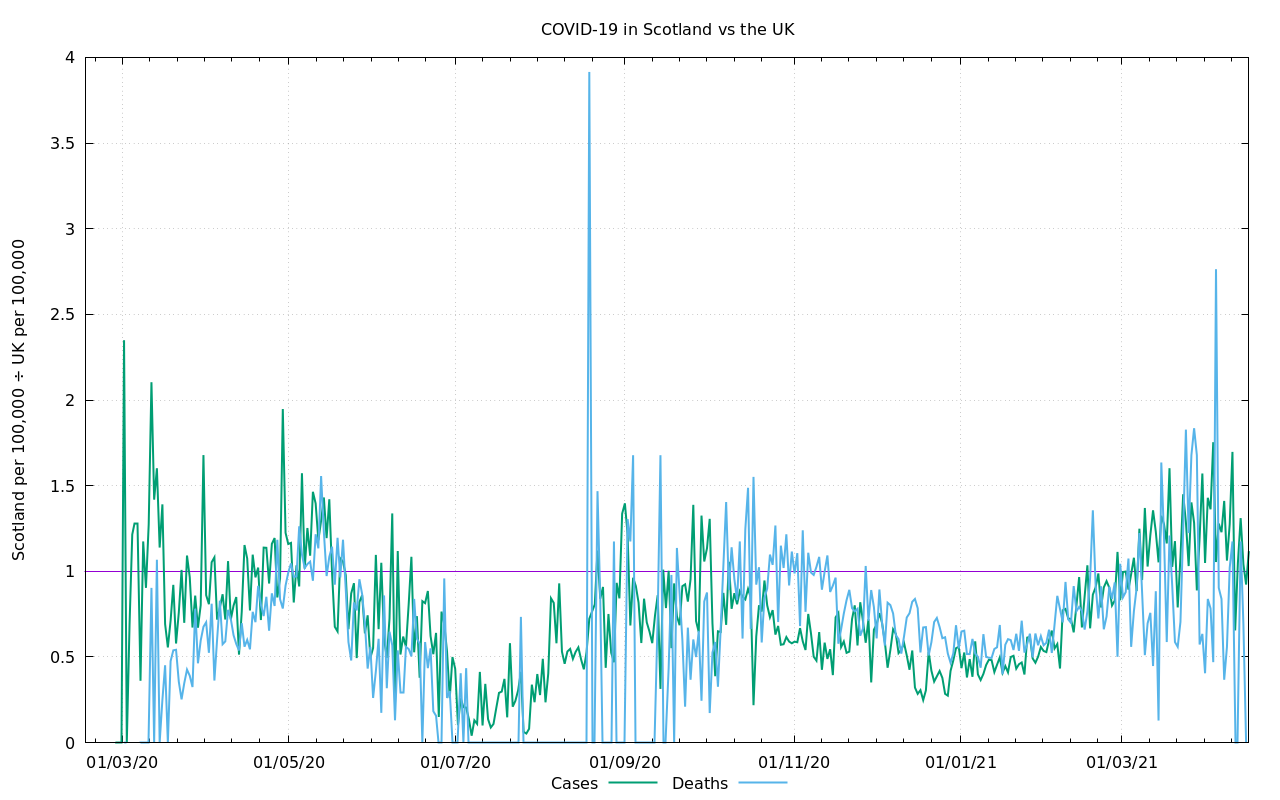 COVID-19 in Scotland vs the UK
Scotland per 100,000 ÷ UK per 100,000
4
3.5
3
2.5
2
1.5
1
0.5
0
01/03/20 01/05/20 01/07/20 01/09/20 01/11/20 01/01/21 01/03/21
Cases Deaths